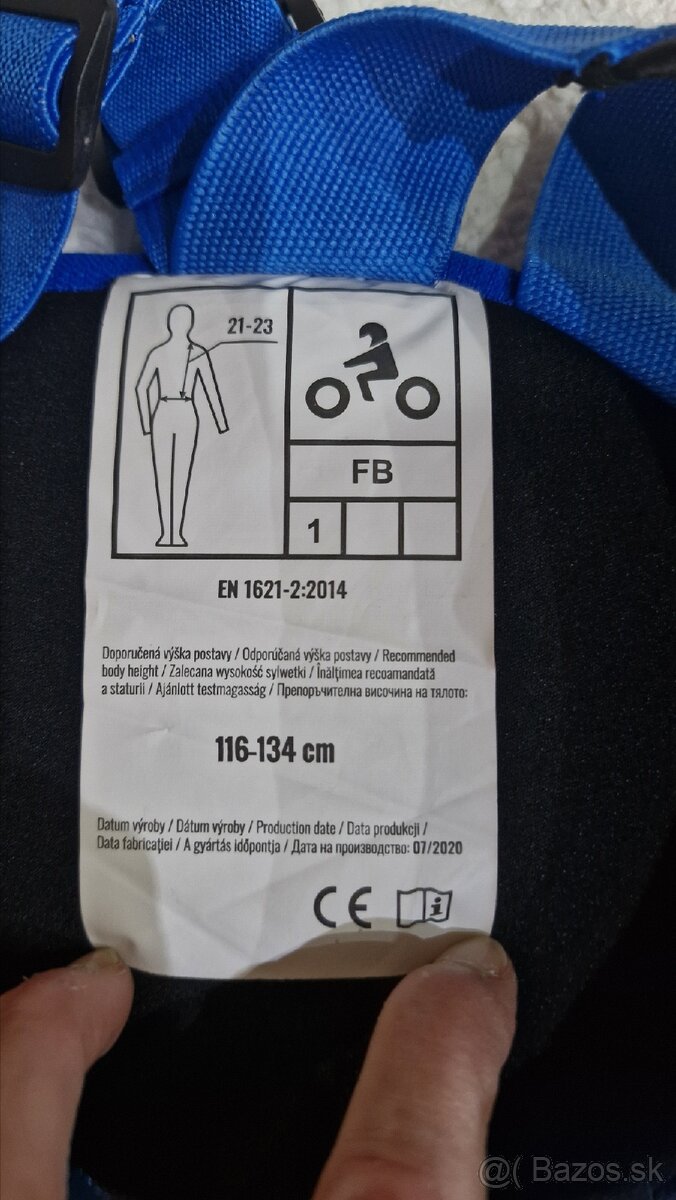 21-23
FB
1
EN 1621-2:2014
Doporučená výška postavy / Odporúčaná výška postavy / Recommended
body height / Zalecana wysokość sylwetki / Înălțimea recoamandată
a staturii / Ajánlott testmagasság / Препоръчителна височина на тялото:
116-134 cm
Datum výroby / Dátum výroby / Production date / Data produkcji /
Data fabricației / A gyártás időpontja / Дата на производство: 07/2020
CE i
@( Bazos.sk